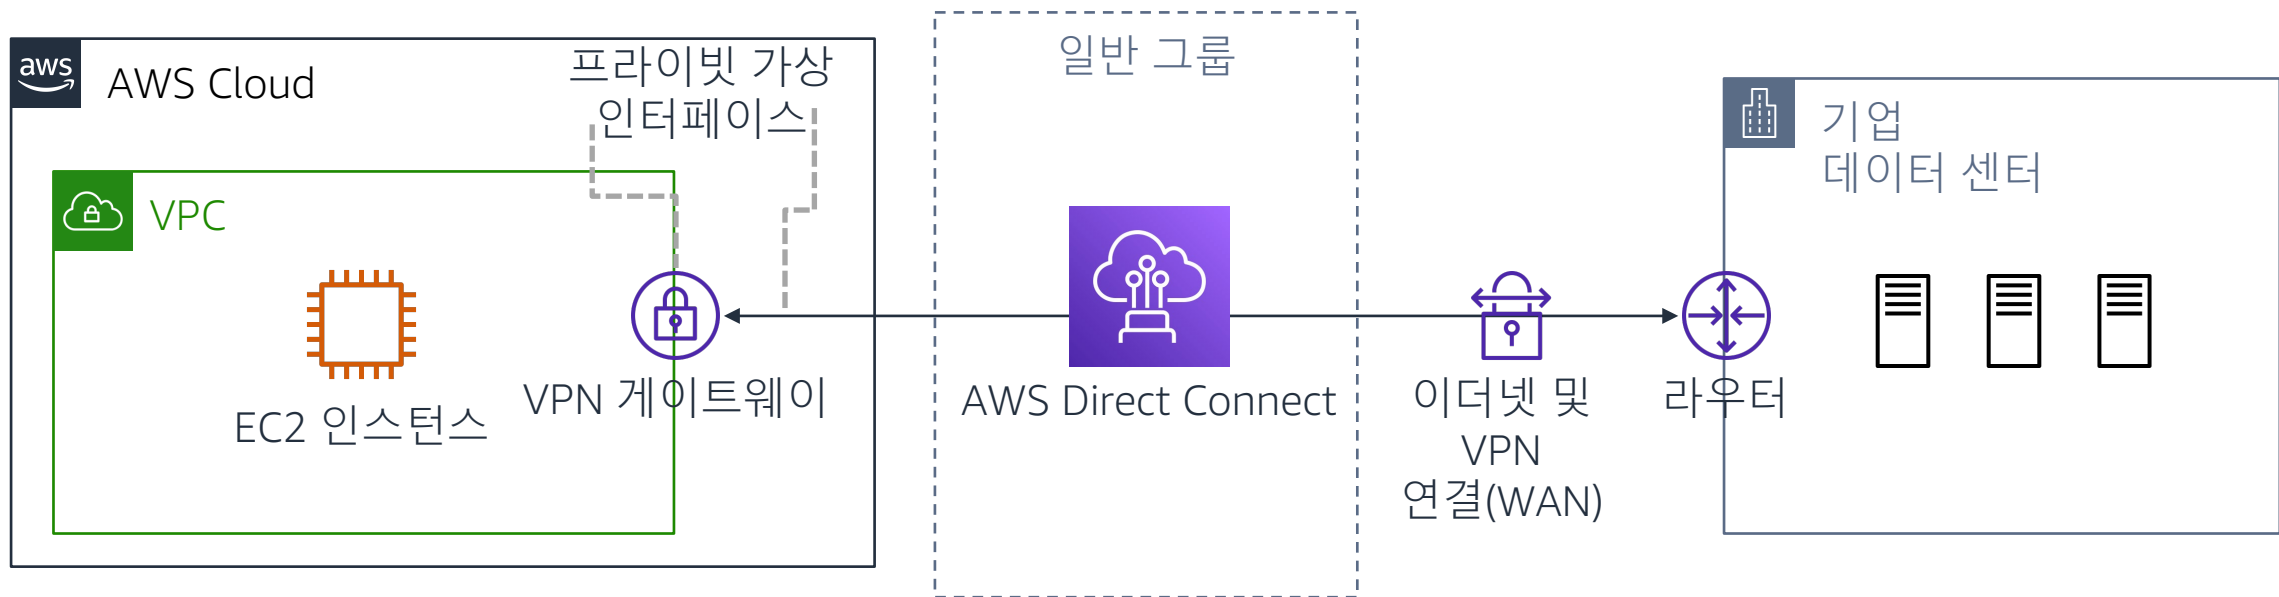 aws
AWS Cloud
프라이빗 가상
인터페이스
일반 그룹
기업
데이터 센터
VPC
EC2 인스턴스
VPN 게이트웨이
AWS Direct Connect
이더넷 및
VPN
연결(WAN)
라우터